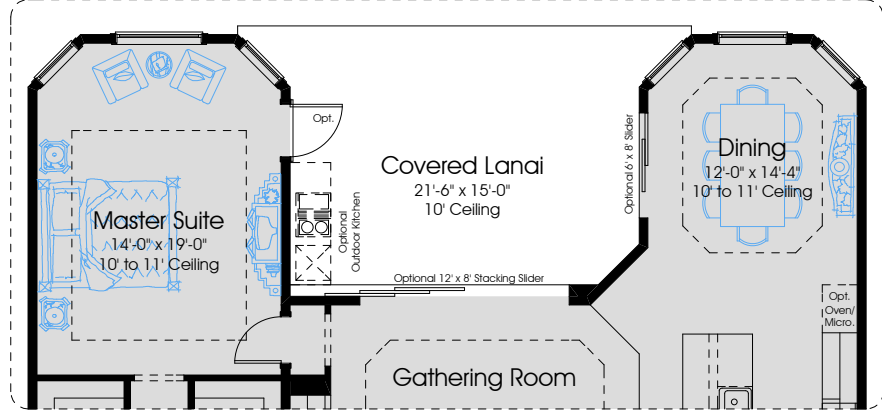 Opt.
Covered Lanai
21'-6" x 15'-0"
10' Ceiling
Optional 6' x 8' Slider
Dining
12'-0" x 14'-4"
10' to 11' Ceiling
Master Suite
14'-0" x 19'-0"
10' to 11' Ceiling
Optional
Outdoor Kitchen
Optional 12' x 8' Stacking Slider
Opt.
Oven/
Micro.
Gathering Room